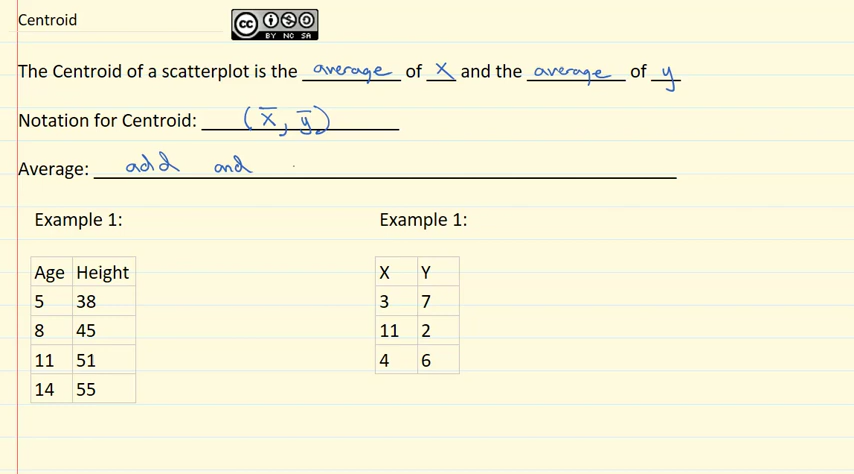 Centroid
cc BY NC SA
The Centroid of a scatterplot is the average of x and the average of y
Notation for Centroid: (x̅, y̅)
Average: add and
Example 1: Example 1:
Age Height X Y
5 38 3 7
8 45 11 2
11 51 4 6
14 55